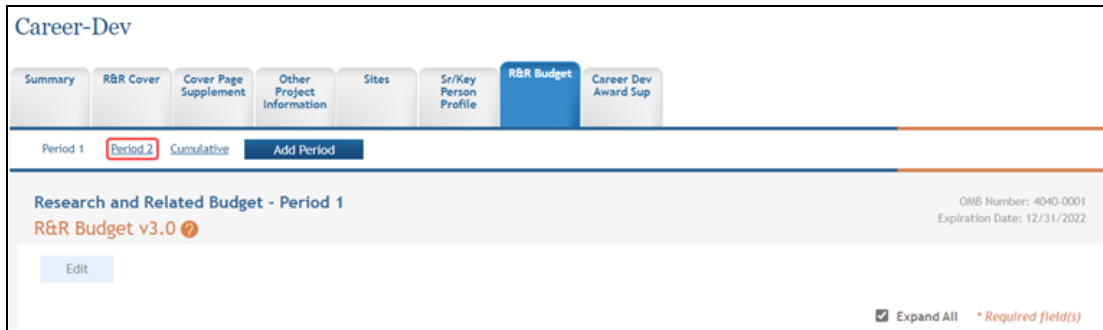 Career-Dev
Summary
R&R Cover
Cover Page
Supplement
Other
Project
Information
Sites
Sr/Key
Person
Profile
R&R Budget
Career Dev
Award Sup
Period 1 Period 2 Cumulative Add Period
Research and Related Budget - Period 1
OMB Number: 4040-0001
R&R Budget v3.0 ?
Expiration Date: 12/31/2022
Edit
Expand All * Required field(s)